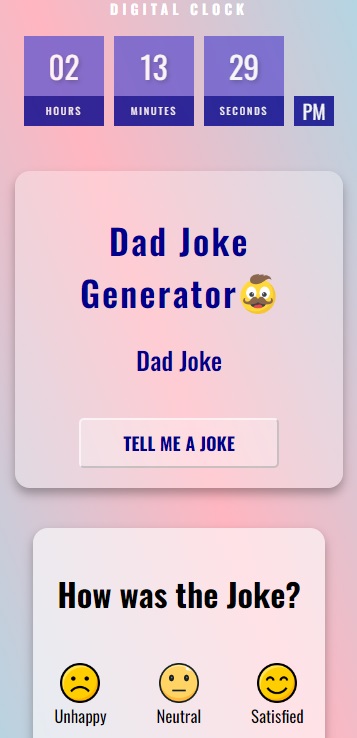 DIGITAL CLOCK
02 13 29
HOURS MINUTES SECONDS PM
Dad Joke
Generator
Dad Joke
TELL ME A JOKE
How was the Joke?
Unhappy Neutral Satisfied